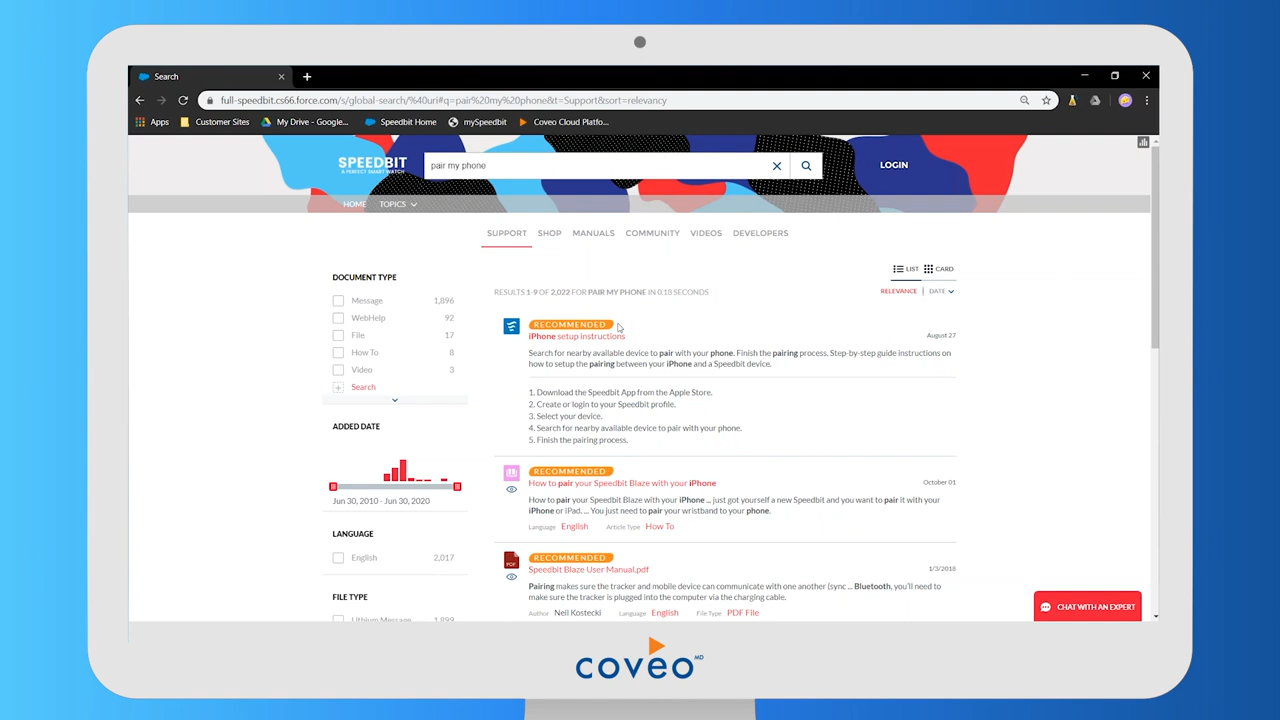 Search
full-speedbit.cs66.force.com/s/global-search/%40uri#q=pair%20my%20phone&t=Support&sort=relevancy
Apps Customer Sites My Drive - Google... Speedbit Home mySpeedbit Coveo Cloud Platfo...
SPEEDBIT
A PERFECT SMART WATCH
pair my phone
LOGIN
HOME TOPICS
SUPPORT SHOP MANUALS COMMUNITY VIDEOS DEVELOPERS
LIST CARD
RESULTS 1-9 OF 2,022 FOR PAIR MY PHONE IN 0.18 SECONDS
RELEVANCE | DATE
DOCUMENT TYPE
Message 1,896
WebHelp 92
File 17
How To 8
Video 3
Search
ADDED DATE
Jun 30, 2010 - Jun 30, 2020
LANGUAGE
English 2,017
FILE TYPE
Lithium Message 1,899
RECOMMENDED
iPhone setup instructions
August 27
Search for nearby available device to pair with your phone. Finish the pairing process. Step-by-step guide instructions on
how to setup the pairing between your iPhone and a Speedbit device.
1. Download the Speedbit App from the Apple Store.
2. Create or login to your Speedbit profile.
3. Select your device.
4. Search for nearby available device to pair with your phone.
5. Finish the pairing process.
RECOMMENDED
How to pair your Speedbit Blaze with your iPhone
October 01
How to pair your Speedbit Blaze with your iPhone ... just got yourself a new Speedbit and you want to pair it with your
iPhone or iPad. ... You just need to pair your wristband to your phone.
Language English Article Type How To
RECOMMENDED
PDF
Speedbit Blaze User Manual.pdf
1/3/2018
Pairing makes sure the tracker and mobile device can communicate with one another (sync ... Bluetooth, you'll need to
make sure the tracker is plugged into the computer via the charging cable.
Author Neil Kostecki Language English File Type PDF File
CHAT WITH AN EXPERT
coveo MD